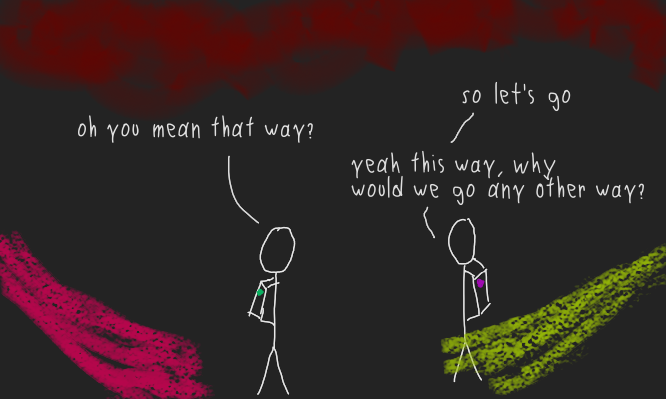 so let's go
oh you mean that way?
yeah this way, why
would we go any other way?